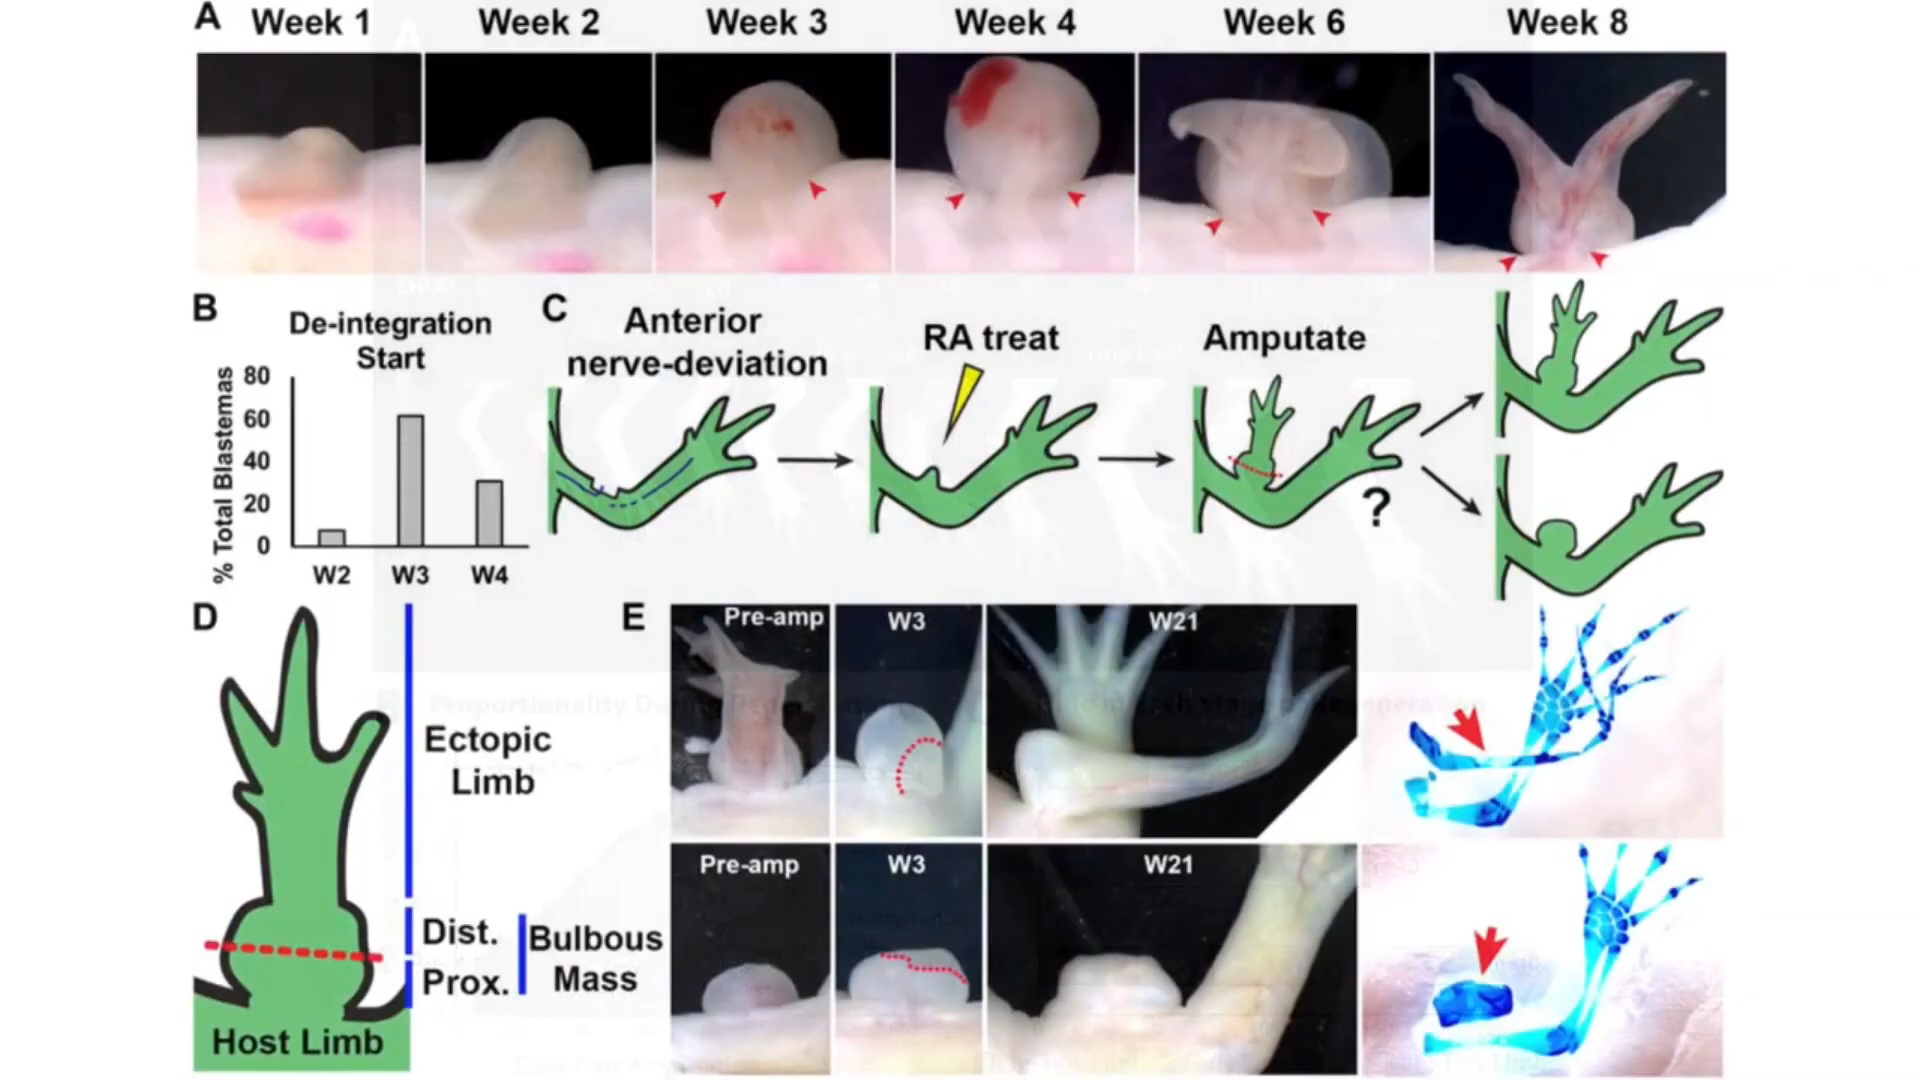 A
Week 1
Week 2
Week 3
Week 4
Week 6
Week 8
B
De-integration
Start
% Total Blastemas
80
60
40
20
0
W2
W3
W4
C
Anterior
nerve-deviation
RA treat
Amputate
?
D
Ectopic
Limb
Dist.
Prox.
Bulbous
Mass
Host Limb
E
Pre-amp
W3
W21
Pre-amp
W3
W21
Proportionality During